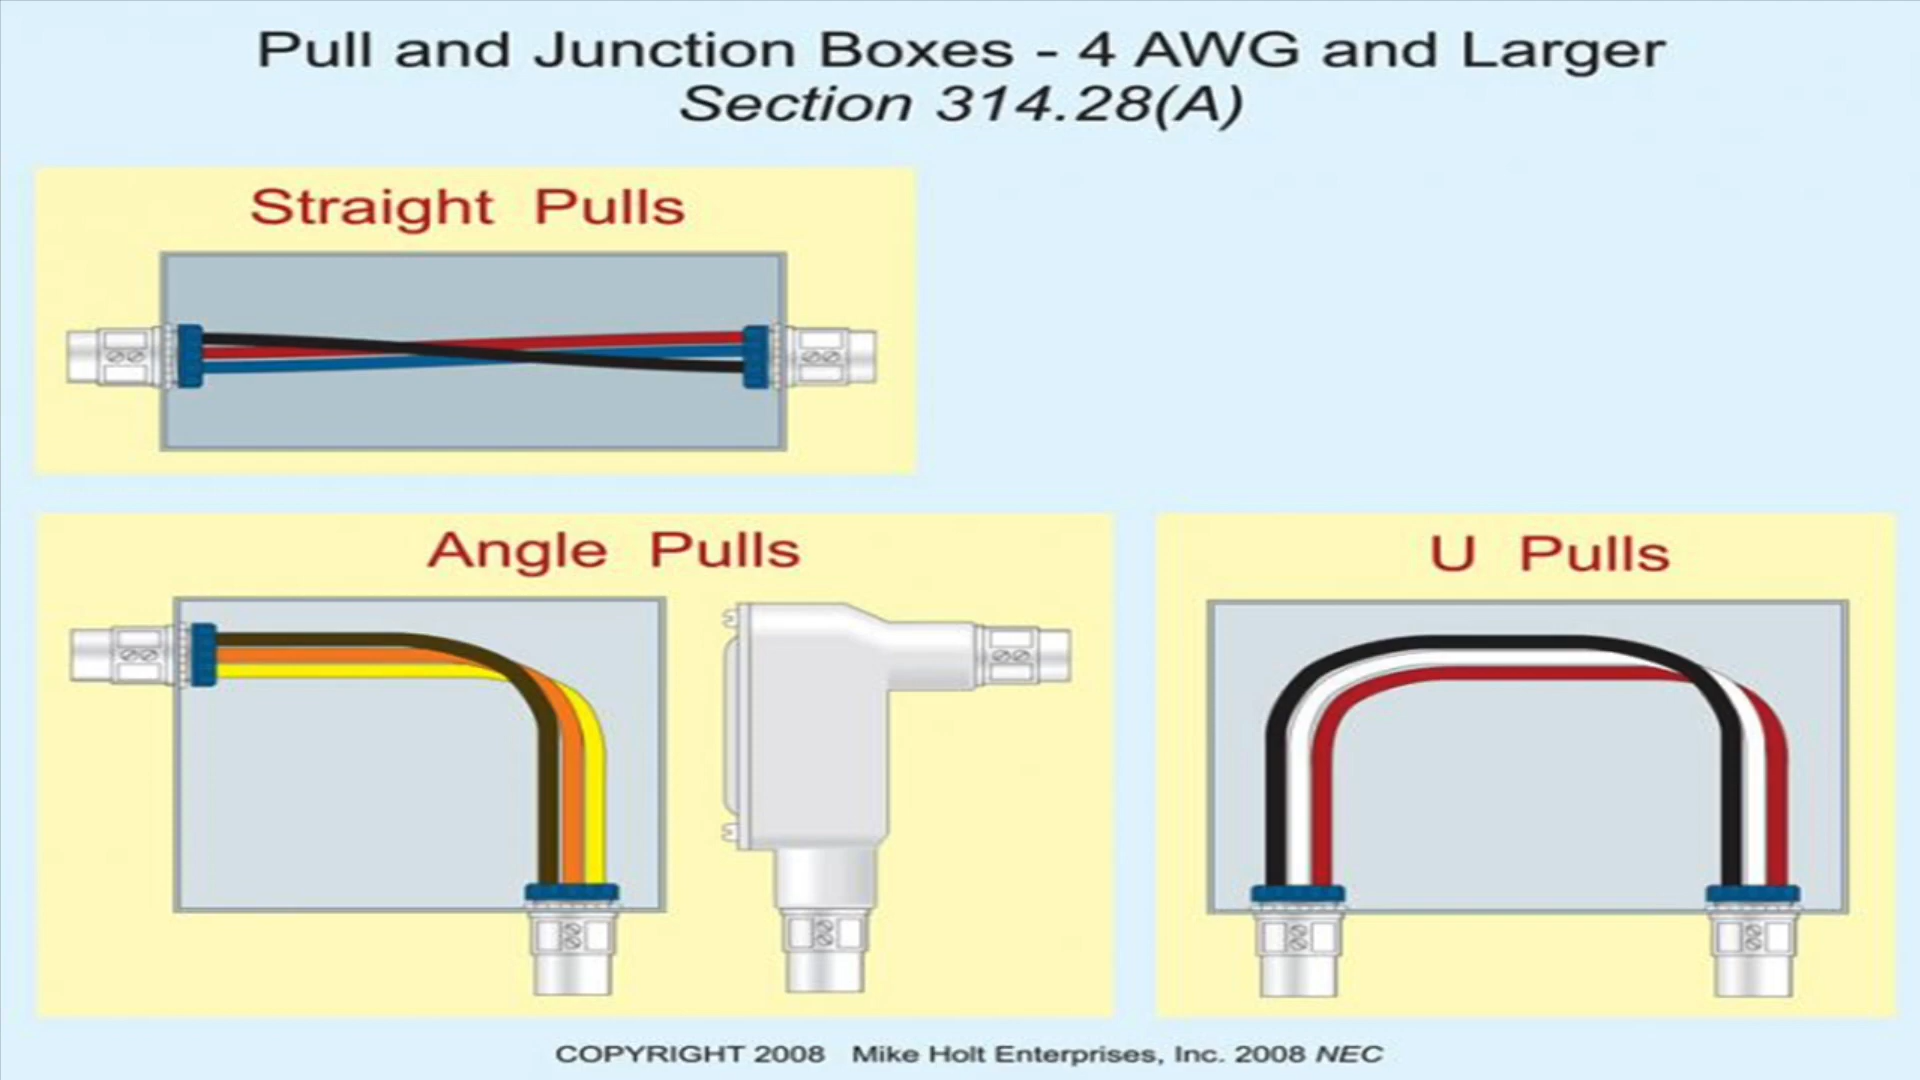 Pull and Junction Boxes - 4 AWG and Larger
Section 314.28(A)
Straight Pulls
Angle Pulls
U Pulls
COPYRIGHT 2008 Mike Holt Enterprises, Inc. 2008 NEC